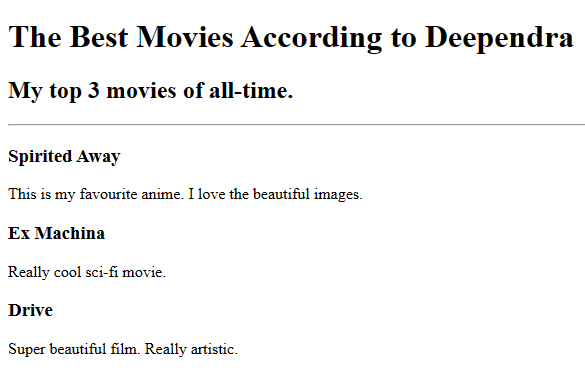 The Best Movies According to Deependra
My top 3 movies of all-time.
Spirited Away
This is my favourite anime. I love the beautiful images.
Ex Machina
Really cool sci-fi movie.
Drive
Super beautiful film. Really artistic.